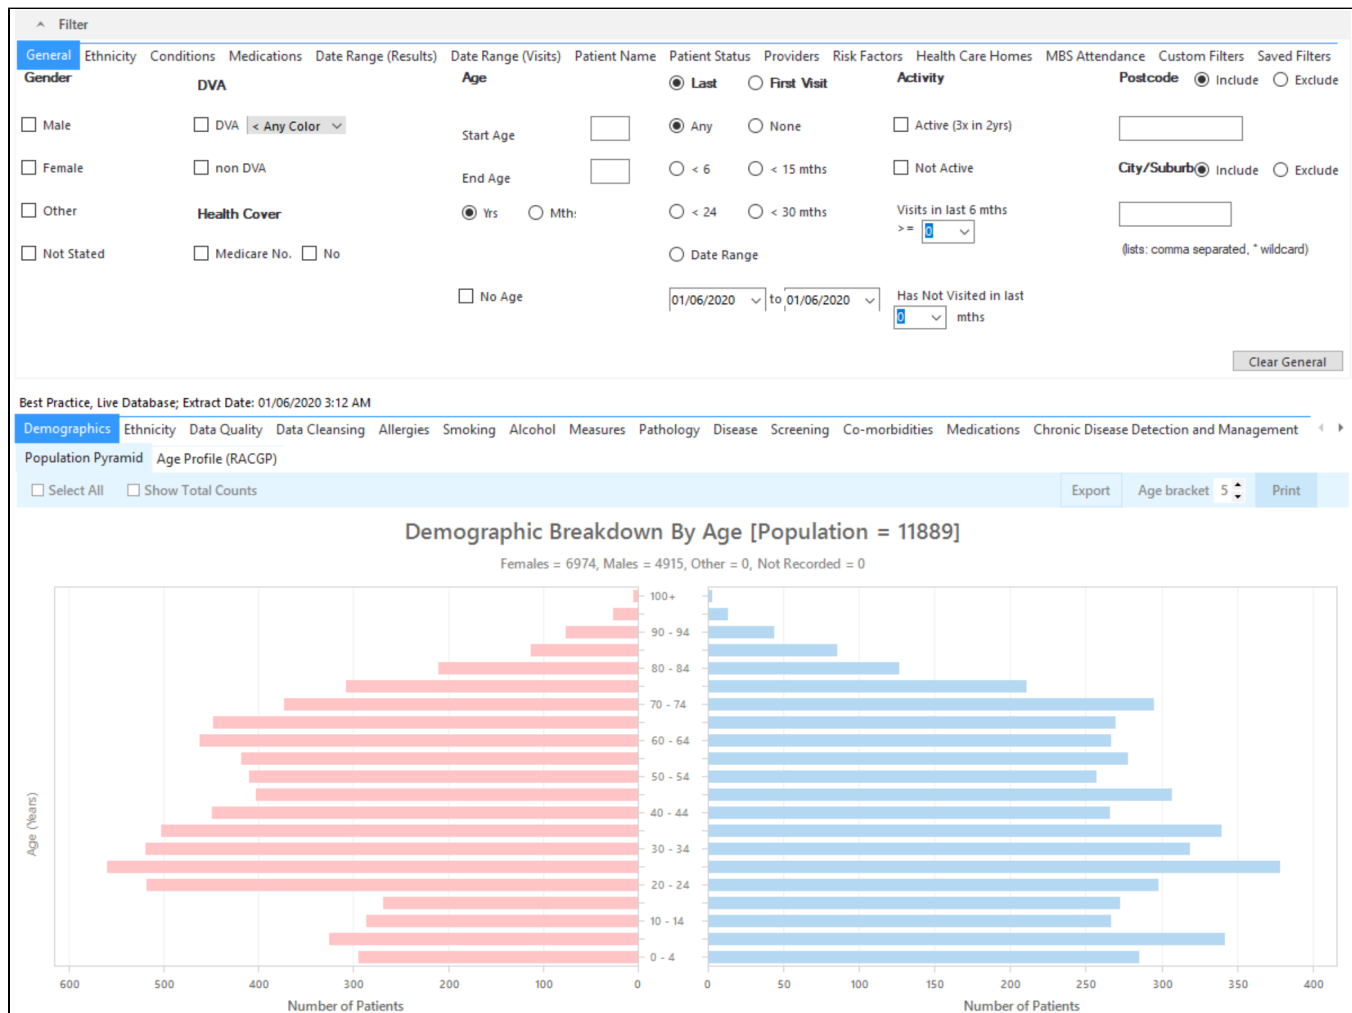 Filter
General Ethnicity Conditions Medications Date Range (Results) Date Range (Visits) Patient Name Patient Status Providers Risk Factors Health Care Homes MBS Attendance Custom Filters Saved Filters
Gender DVA Age Last First Visit Activity Postcode Include Exclude
Male DVA < Any Color Start Age Any None Active (3x in 2yrs)
Female non DVA End Age < 6 < 15 mths Not Active City/Suburb Include Exclude
Other Health Cover Yrs Mth: < 24 < 30 mths Visits in last 6 mths
>= 0
Not Stated Medicare No. No Date Range (lists: comma separated, * wildcard)
No Age 01/06/2020 to 01/06/2020 Has Not Visited in last
0 mths
Clear General
Best Practice, Live Database; Extract Date: 01/06/2020 3:12 AM
Demographics Ethnicity Data Quality Data Cleansing Allergies Smoking Alcohol Measures Pathology Disease Screening Co-morbidities Medications Chronic Disease Detection and Management
Population Pyramid Age Profile (RACGP)
Select All Show Total Counts Export Age bracket 5 Print
Demographic Breakdown By Age [Population = 11889]
Females = 6974, Males = 4915, Other = 0, Not Recorded = 0
100+
90 - 94
80 - 84
70 - 74
60 - 64
50 - 54
40 - 44
30 - 34
20 - 24
10 - 14
0 - 4
Age (Years)
600 500 400 300 200 100 0 0 50 100 150 200 250 300 350 400
Number of Patients Number of Patients